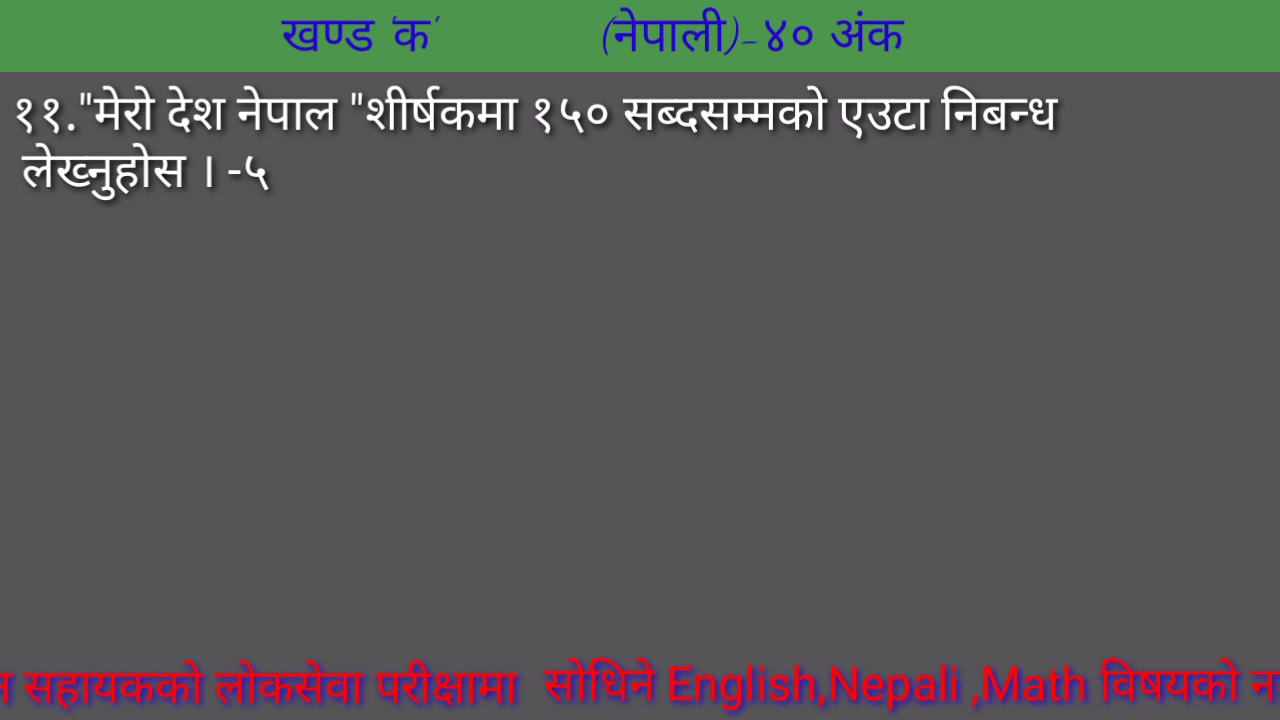 खण्ड ‘क’ (नेपाली)-४० अंक
११."मेरो देश नेपाल "शीर्षकमा १५० सब्दसम्मको एउटा निबन्ध
लेख्नुहोस । -५
सहायकको लोकसेवा परीक्षामा सोधिने English,Nepali ,Math विषयको